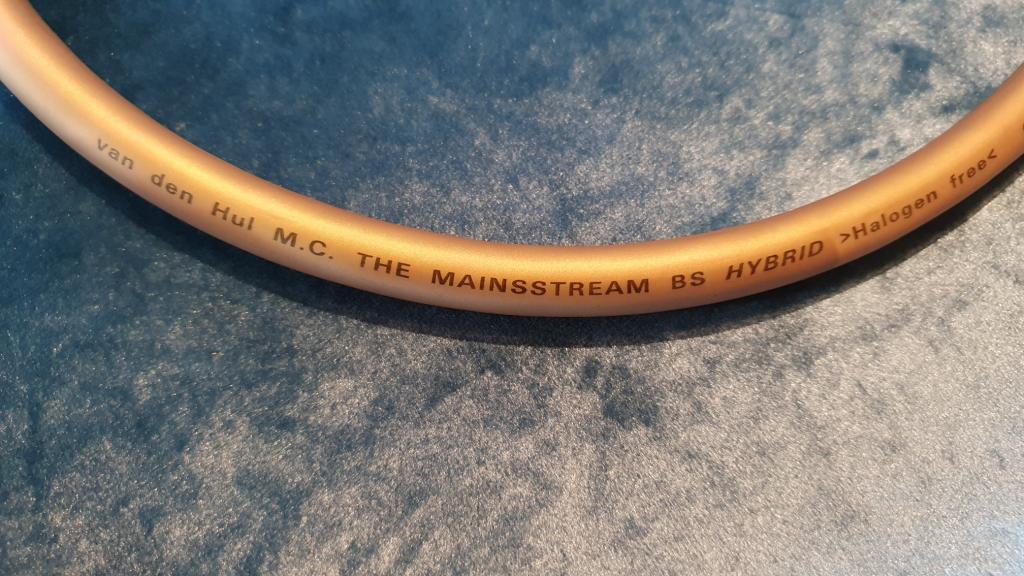 van den Hul M.C. THE MAINSSTREAM BS HYBRID >Halogen free<